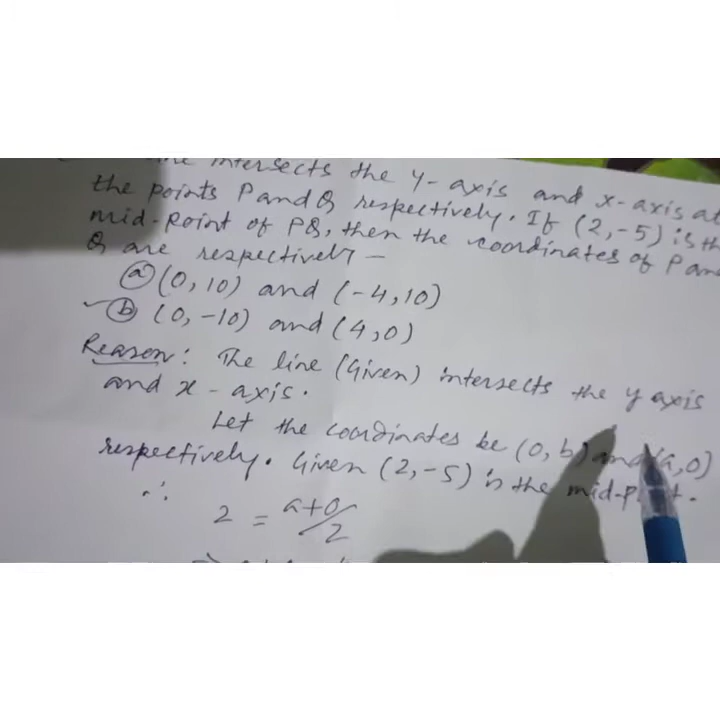 intersects the y-axis and x-axis at
the points P and Q respectively. If (2,-5) is th
mid-Point of PQ, then the coordinates of P and
Q are respectively -
(a) (0, 10) and (-4, 10)
(b) (0, -10) and (4, 0)
Reason: The line (Given) intersects the y axis
and x - axis.
Let the coordinates be (0, b) and (a, 0)
respectively. Given (2, -5) is the mid-point.
∴
2 = a+0/2